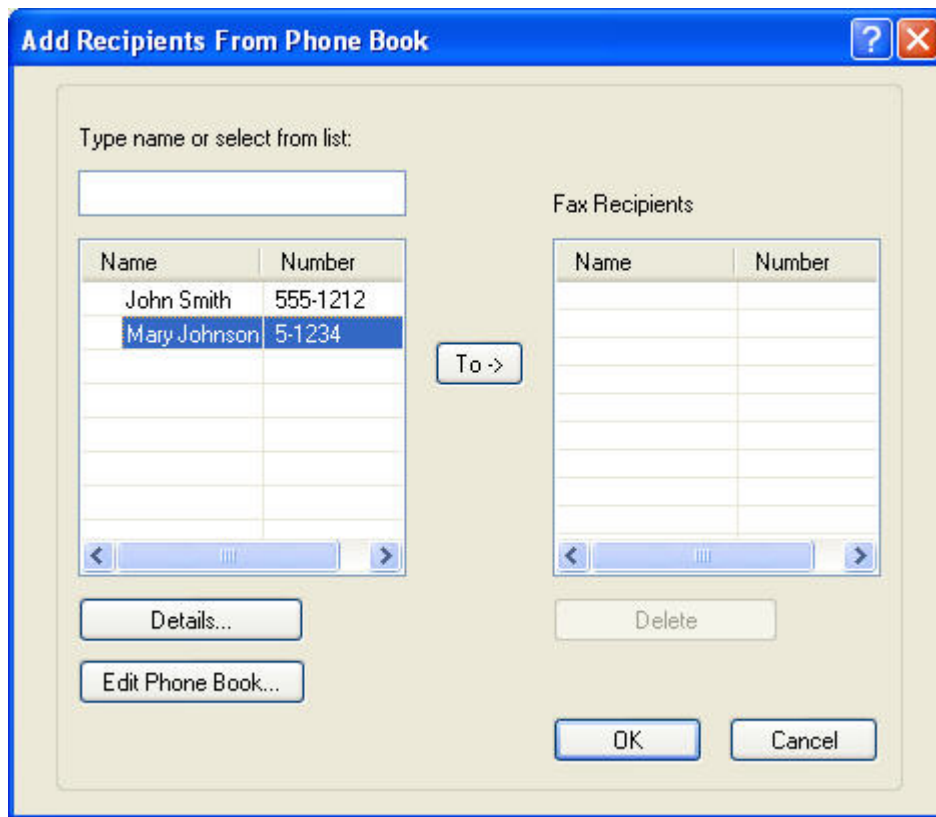 Add Recipients From Phone Book
Type name or select from list:
Fax Recipients
Name Number
John Smith 555-1212
Mary Johnson 5-1234
To ->
Name Number
Details...
Delete
Edit Phone Book...
OK Cancel